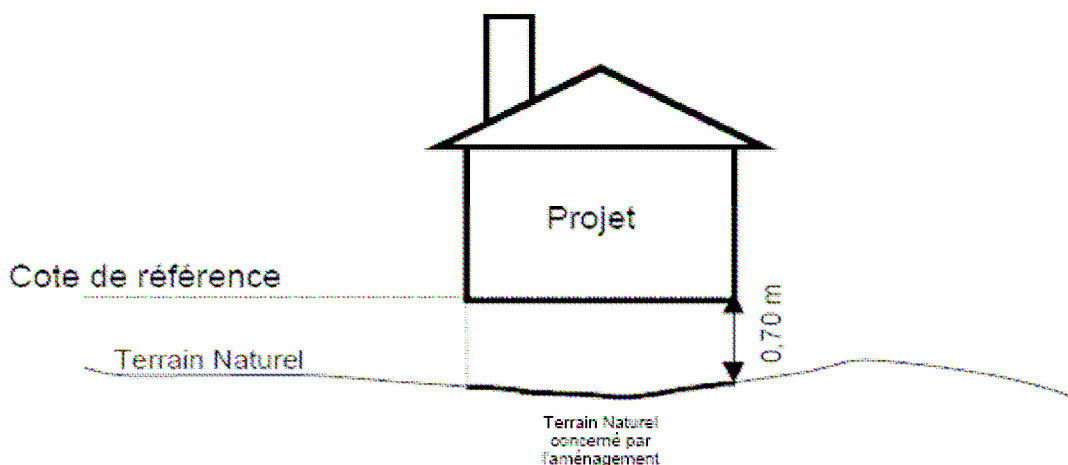 Projet
Cote de référence
0,70 m
Terrain Naturel
Terrain Naturel
concerné par
l'aménagement